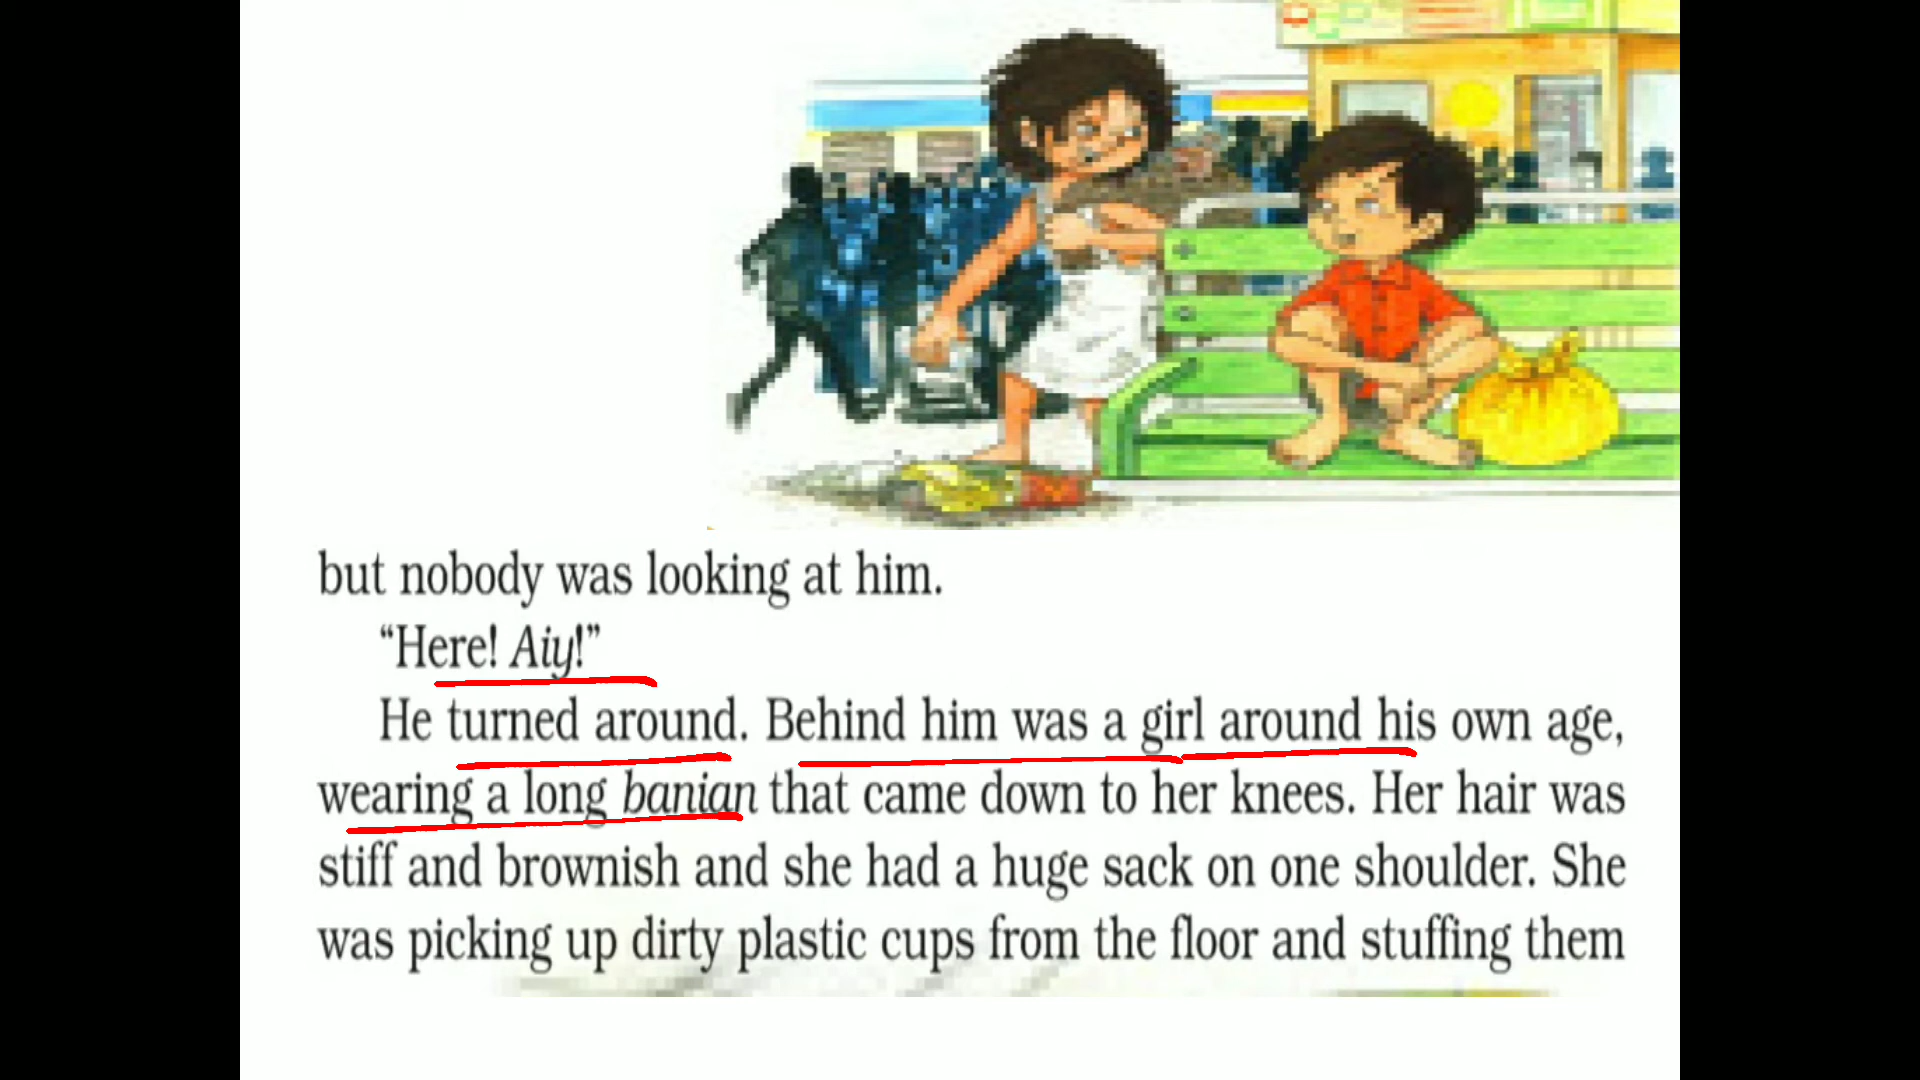 but nobody was looking at him.
“Here! Aiy!”
He turned around. Behind him was a girl around his own age,
wearing a long banian that came down to her knees. Her hair was
stiff and brownish and she had a huge sack on one shoulder. She
was picking up dirty plastic cups from the floor and stuffing them